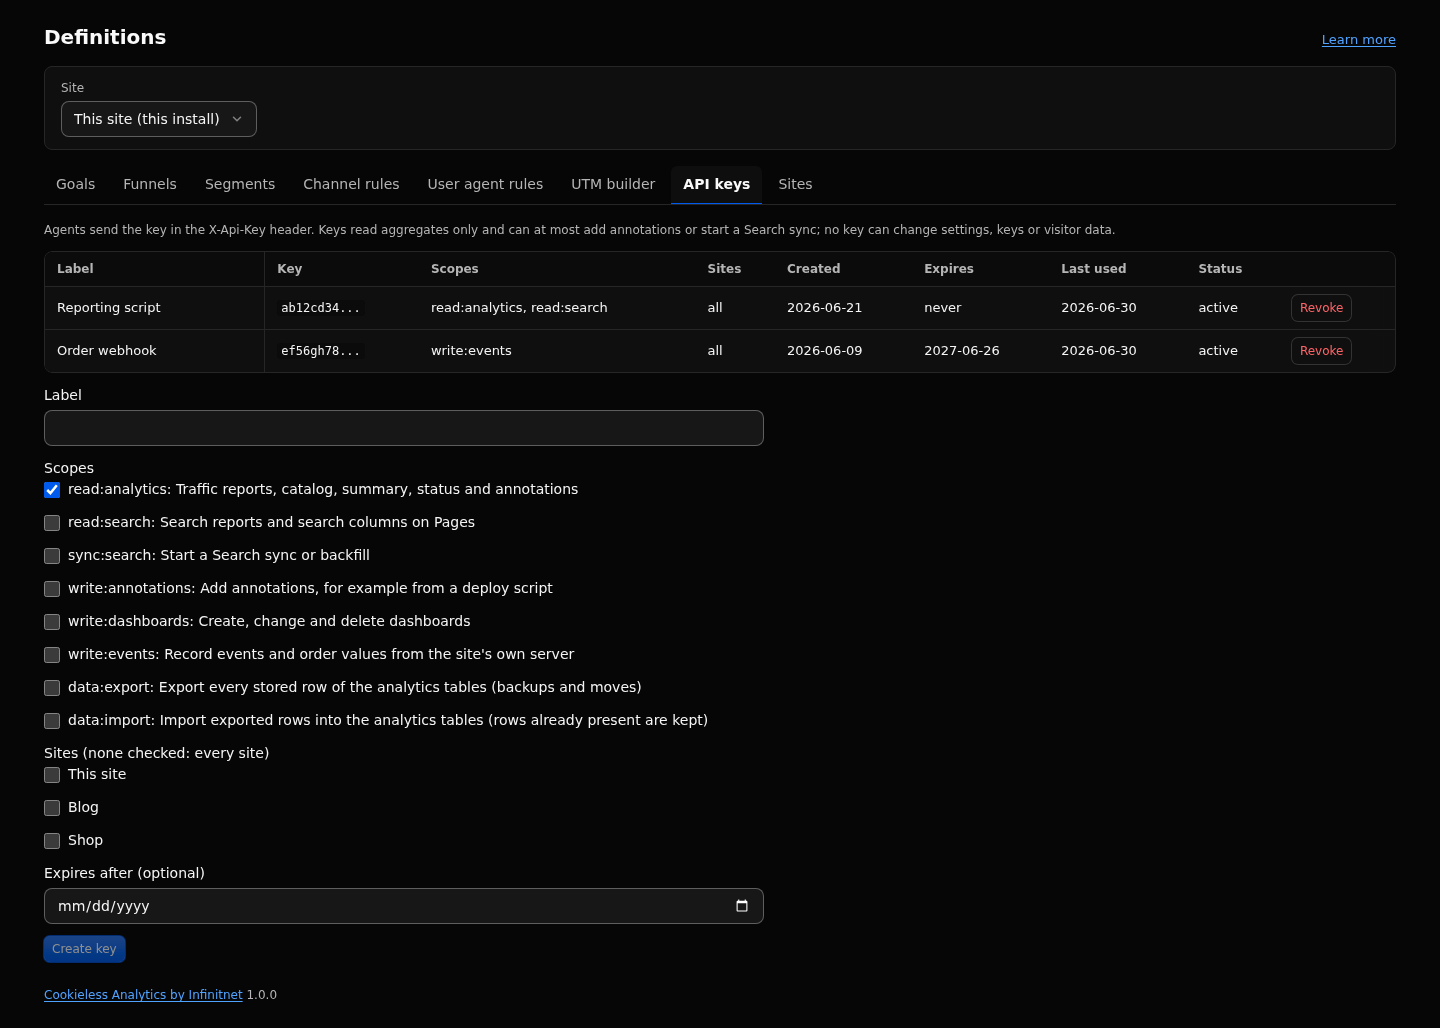 Definitions
Learn more
Site
This site (this install)
Goals Funnels Segments Channel rules User agent rules UTM builder API keys Sites
Agents send the key in the X-Api-Key header. Keys read aggregates only and can at most add annotations or start a Search sync; no key can change settings, keys or visitor data.
Label Key Scopes Sites Created Expires Last used Status
Reporting script ab12cd34... read:analytics, read:search all 2026-06-21 never 2026-06-30 active Revoke
Order webhook ef56gh78... write:events all 2026-06-09 2027-06-26 2026-06-30 active Revoke
Label
Scopes
read:analytics: Traffic reports, catalog, summary, status and annotations
read:search: Search reports and search columns on Pages
sync:search: Start a Search sync or backfill
write:annotations: Add annotations, for example from a deploy script
write:dashboards: Create, change and delete dashboards
write:events: Record events and order values from the site's own server
data:export: Export every stored row of the analytics tables (backups and moves)
data:import: Import exported rows into the analytics tables (rows already present are kept)
Sites (none checked: every site)
This site
Blog
Shop
Expires after (optional)
mm/dd/yyyy
Create key
Cookieless Analytics by Infinitnet 1.0.0